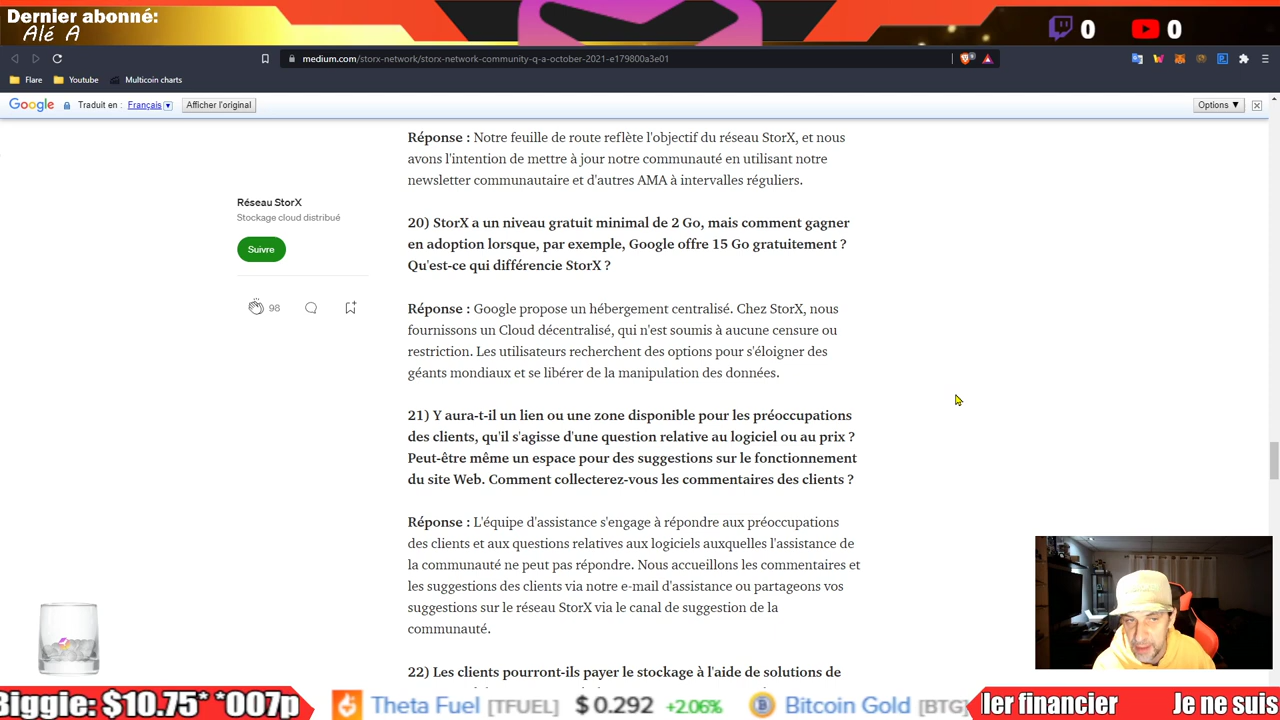 Dernier abonné:
Alé A
0
0
medium.com/storx-network/storx-network-community-q-a-october-2021-e179800a3e01
Flare
Youtube
Multicoin charts
Google
Traduit en :
Français
Afficher l'original
Options ▼
Réponse : Notre feuille de route reflète l'objectif du réseau StorX, et nous
avons l'intention de mettre à jour notre communauté en utilisant notre
newsletter communautaire et d'autres AMA à intervalles réguliers.
Réseau StorX
Stockage cloud distribué
Suivre
98
20) StorX a un niveau gratuit minimal de 2 Go, mais comment gagner
en adoption lorsque, par exemple, Google offre 15 Go gratuitement ?
Qu'est-ce qui différencie StorX ?
Réponse : Google propose un hébergement centralisé. Chez StorX, nous
fournissons un Cloud décentralisé, qui n'est soumis à aucune censure ou
restriction. Les utilisateurs recherchent des options pour s'éloigner des
géants mondiaux et se libérer de la manipulation des données.
21) Y aura-t-il un lien ou une zone disponible pour les préoccupations
des clients, qu'il s'agisse d'une question relative au logiciel ou au prix ?
Peut-être même un espace pour des suggestions sur le fonctionnement
du site Web. Comment collecterez-vous les commentaires des clients ?
Réponse : L'équipe d'assistance s'engage à répondre aux préoccupations
des clients et aux questions relatives aux logiciels auxquelles l'assistance de
la communauté ne peut pas répondre. Nous accueillons les commentaires et
les suggestions des clients via notre e-mail d'assistance ou partageons vos
suggestions sur le réseau StorX via le canal de suggestion de la
communauté.
22) Les clients pourront-ils payer le stockage à l'aide de solutions de
Biggie: $10.75* *007p
Theta Fuel [TFUEL] $ 0.292 +2.06%
Bitcoin Gold [BTG]
ler financier
Je ne suis